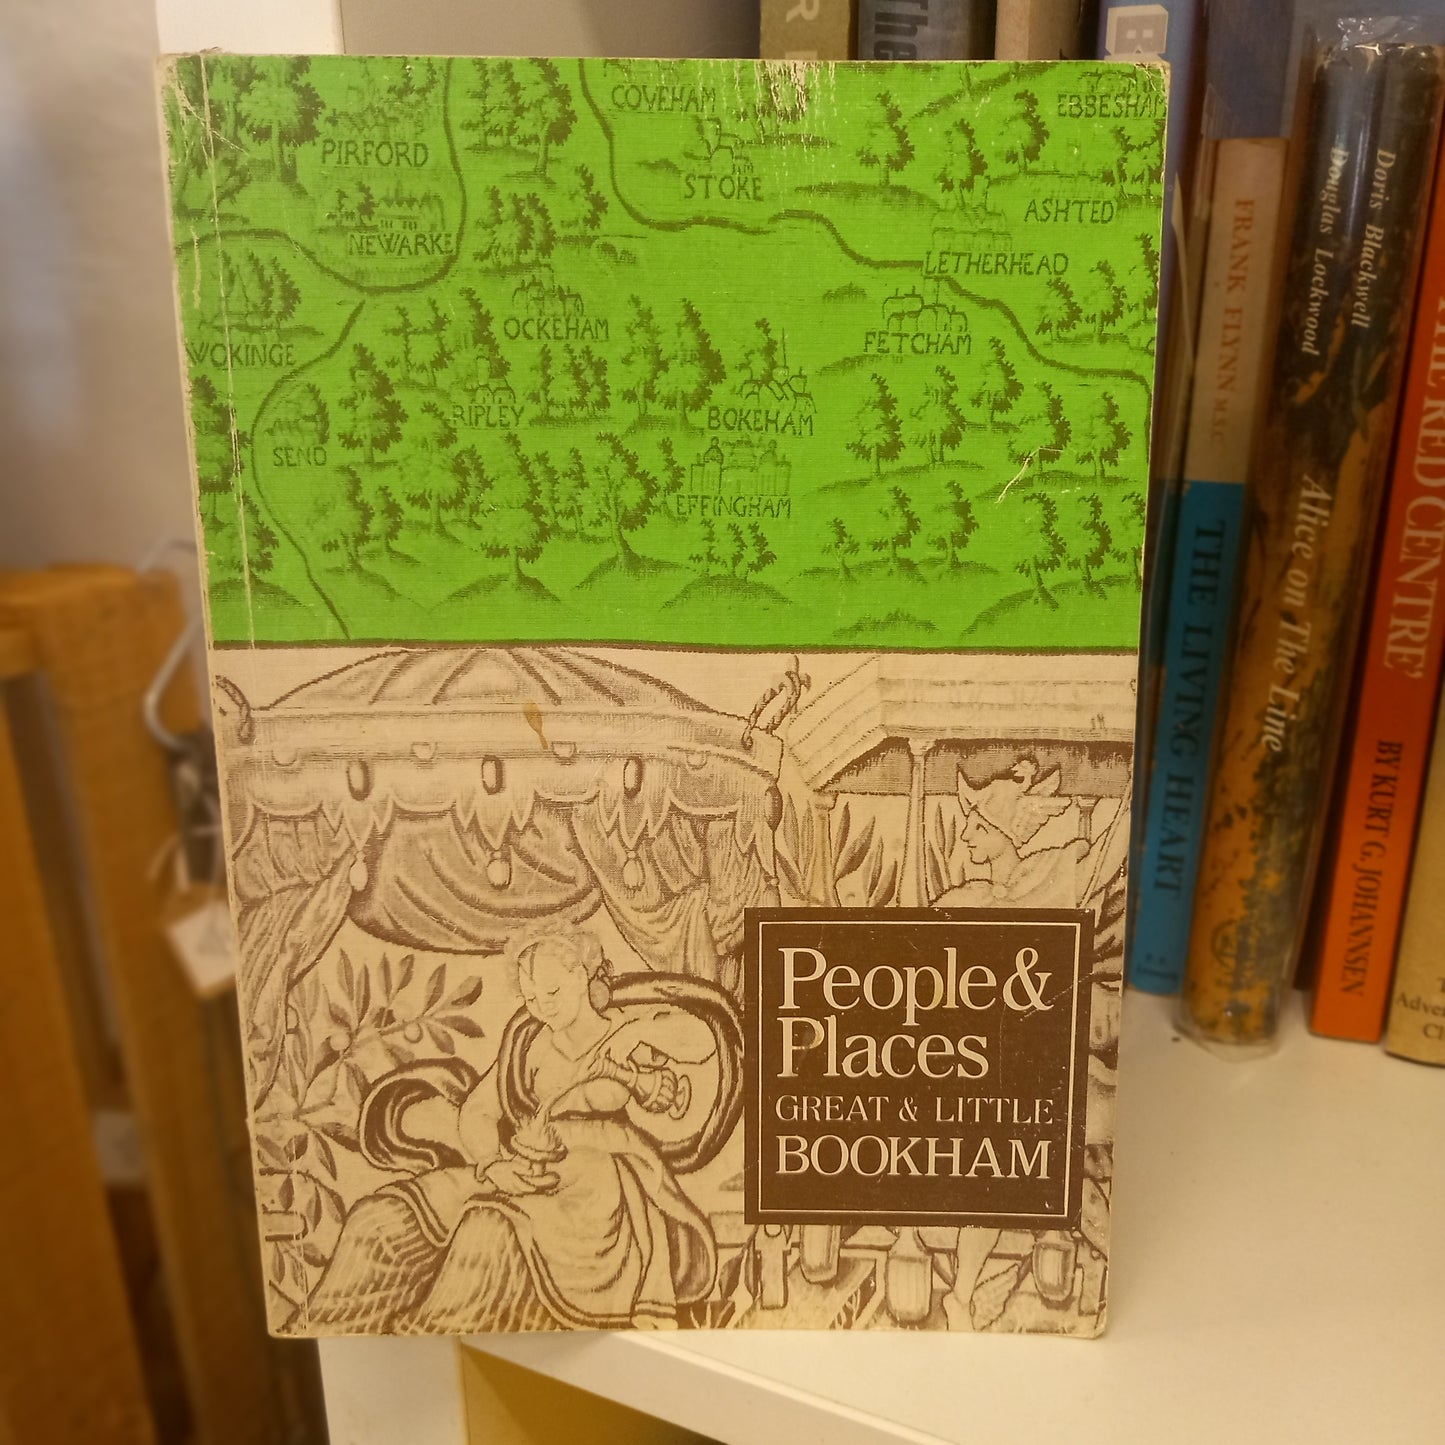 COVEHAM
EBBESHAM
PIRFORD
STOKE
ASHTED
NEWARKE
LETHERHEAD
OCKEHAM
FETCHAM
WOKINGE
RIPLEY
BOKEHAM
SEND
EFFINGHAM
People &
Places
GREAT & LITTLE
BOOKHAM
The
B
FRANK FLYNN M.S.C
THE LIVING HEART
Doris Blackwell
Douglas Lockwood
Alice on The Line
THE RED CENTRE'
BY KURT G. JOHANNSEN